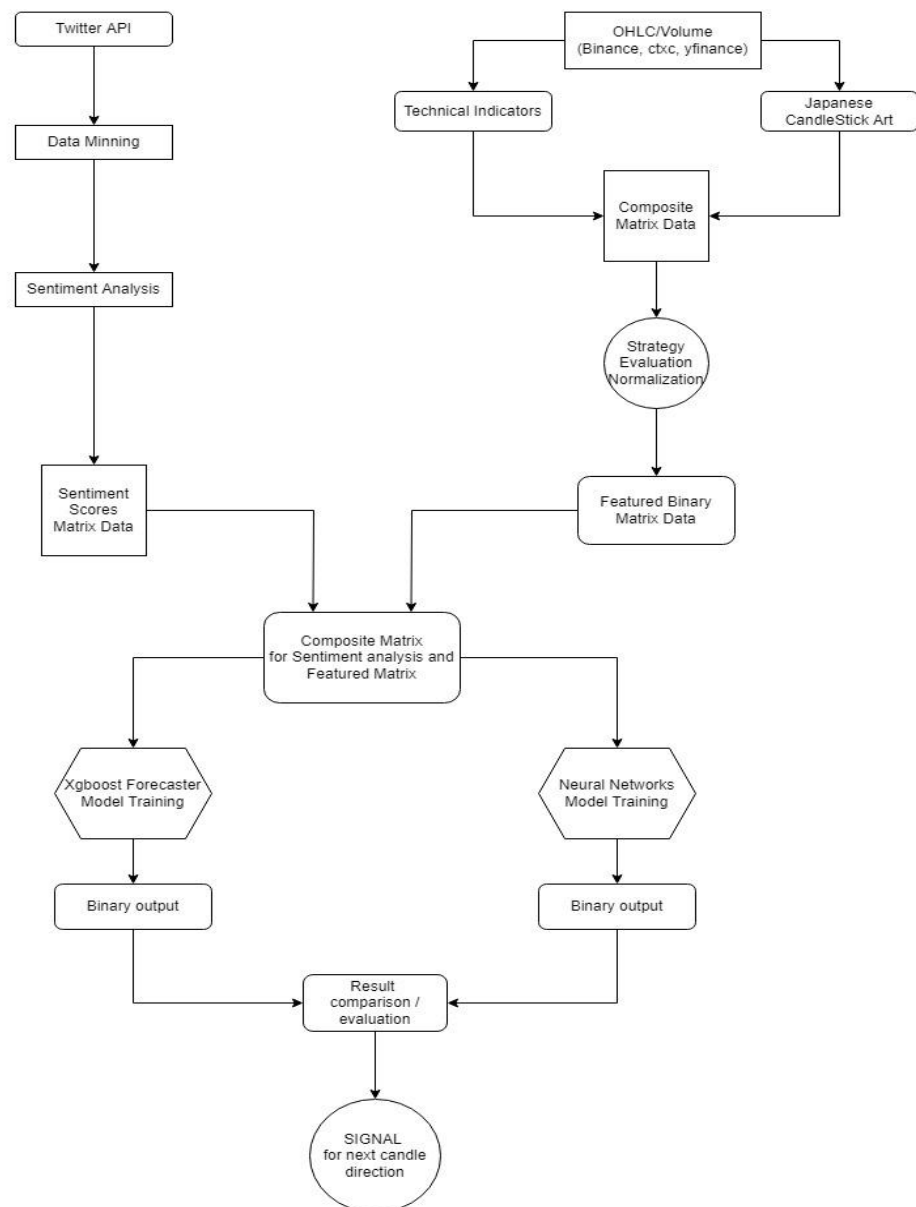 Twitter API
OHLC/Volume
(Binance, ctxc, yfinance)
Technical Indicators
Japanese
CandleStick Art
Data Minning
Composite
Matrix Data
Sentiment Analysis
Strategy
Evaluation
Normalization
Sentiment
Scores
Matrix Data
Featured Binary
Matrix Data
Composite Matrix
for Sentiment analysis and
Featured Matrix
Xgboost Forecaster
Model Training
Neural Networks
Model Training
Binary output
Binary output
Result
comparison /
evaluation
SIGNAL
for next candle
direction